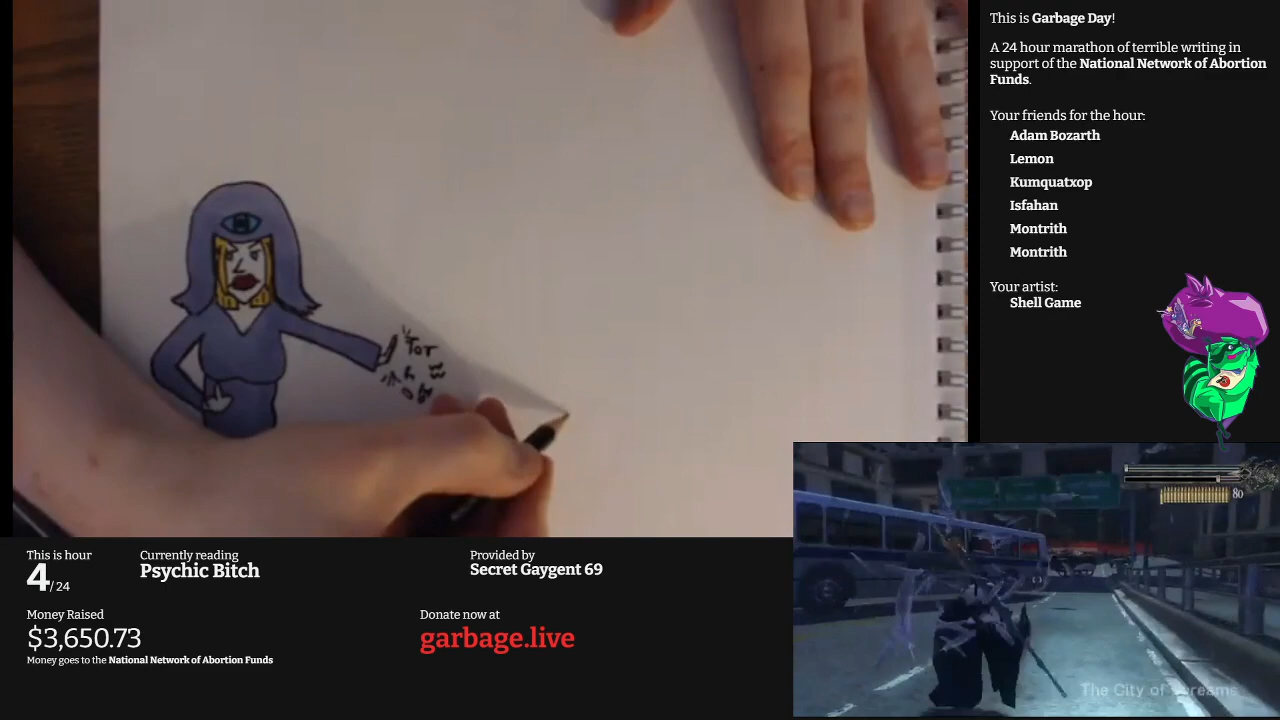 This is Garbage Day!
A 24 hour marathon of terrible writing in
support of the National Network of Abortion
Funds.
Your friends for the hour:
Adam Bozarth
Lemon
Kumquatxop
Isfahan
Montrith
Montrith
Your artist:
Shell Game
80
The City of Screams
This is hour
4 / 24
Currently reading
Psychic Bitch
Provided by
Secret Gaygent 69
Money Raised
$3,650.73
Money goes to the National Network of Abortion Funds
Donate now at
garbage.live